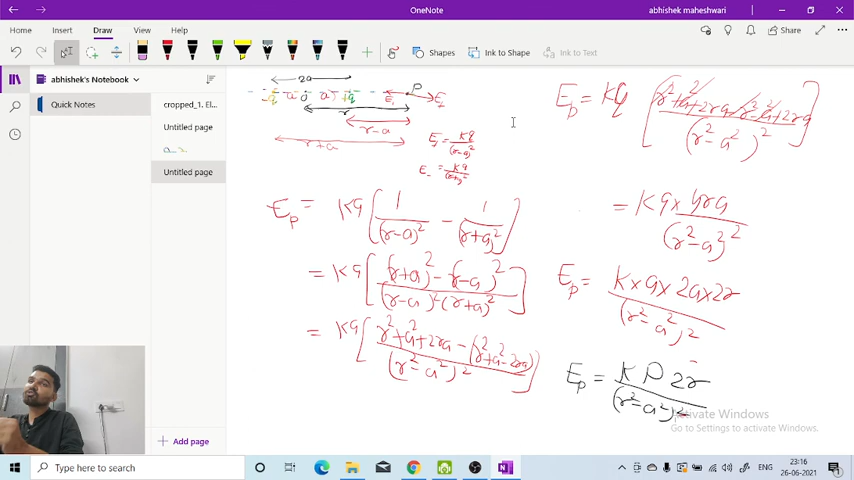 OneNote
abhishek maheshwari
Home Insert Draw View Help
Share
Shapes Ink to Shape Ink to Text
abhishek's Notebook
Quick Notes
cropped_1. El...
Untitled page
Untitled page
Add page
2a
-q a o a +q E₁ P E₂
r
r-a
r+a
E₊ = Kq/(r-a)²
E₋ = Kq/(r+a)²
Ep = Kq [1/(r-a)² - 1/(r+a)²]
= Kq [(r+a)² - (r-a)²/(r-a)²(r+a)²]
= Kq [r²+a²+2ra - (r²+a²-2ra)/(r²-a²)²]
Ep = Kq [r²+a²+2ra-r²-a²+2ra/(r²-a²)²]
= Kq × 4ra/(r²-a²)²
Ep = K×q×2a×2r/(r²-a²)²
Ep = KP2r/(r²-a²)²
Activate Windows
Go to Settings to activate Windows.
Type here to search
ENG
23:16
26-06-2021